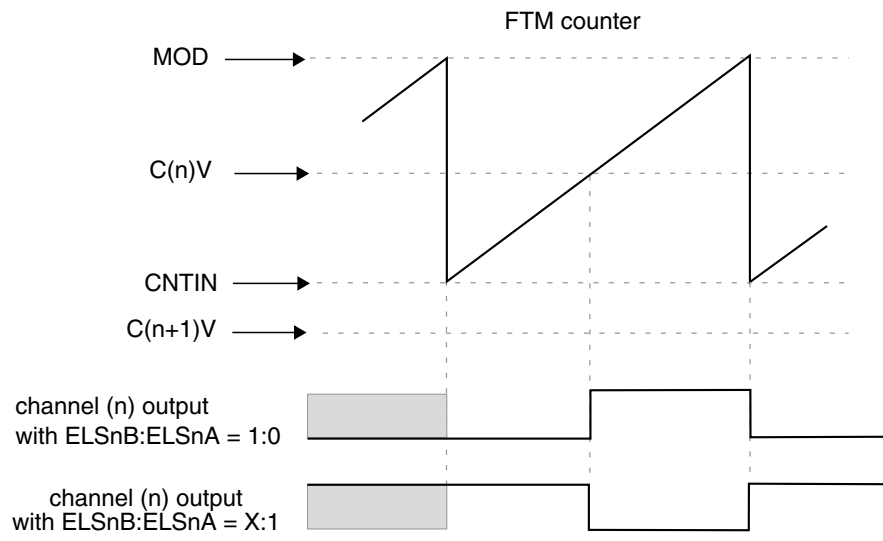 FTM counter
MOD
C(n)V
CNTIN
C(n+1)V
channel (n) output
with ELSnB:ELSnA = 1:0
channel (n) output
with ELSnB:ELSnA = X:1